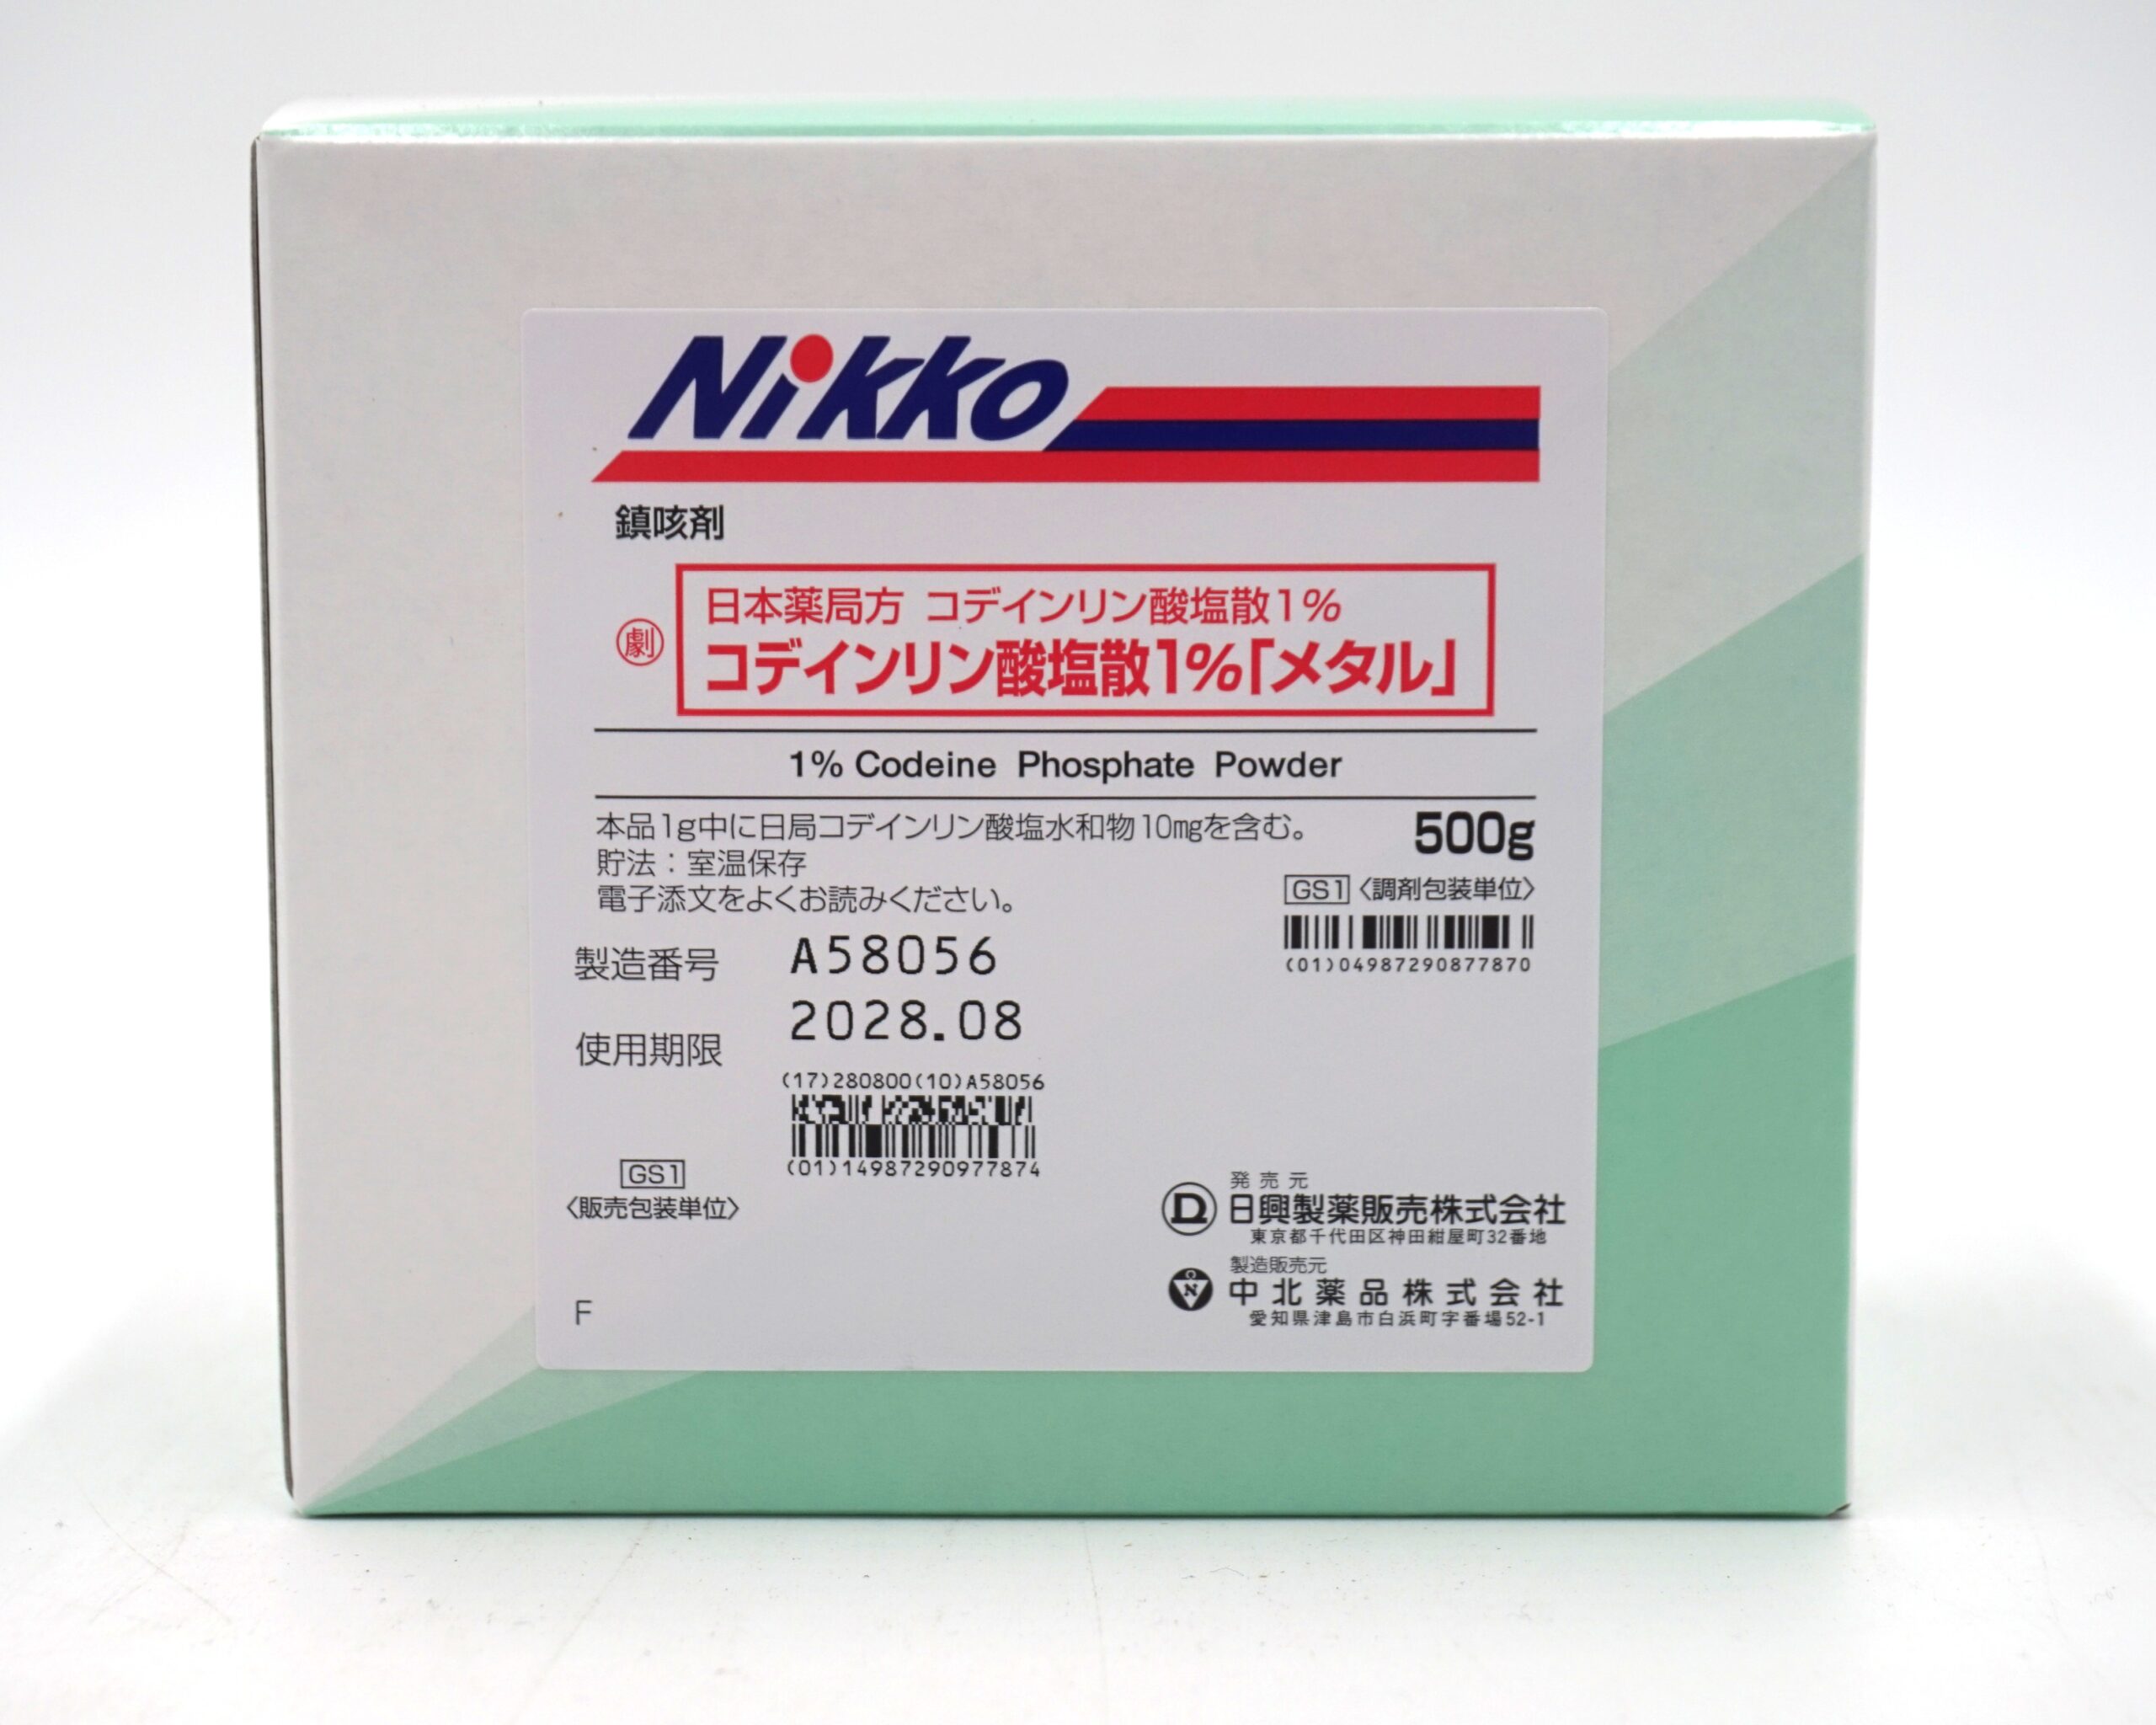 Nikko
鎮咳剤
劇
日本薬局方 コデインリン酸塩散1%
コデインリン酸塩散1%「メタル」
1% Codeine Phosphate Powder
本品1g中に日局コデインリン酸塩水和物10mgを含む。
500g
貯法：室温保存
電子添文をよくお読みください。
GS1〈調剤包装単位〉
(01)04987290877870
製造番号 A58056
使用期限 2028.08
(17)280800(10)A58056
(01)14987290977874
GS1
〈販売包装単位〉
発売元
日興製薬販売株式会社
東京都千代田区神田紺屋町32番地
製造販売元
中北薬品株式会社
愛知県津島市白浜町字番場52-1
F